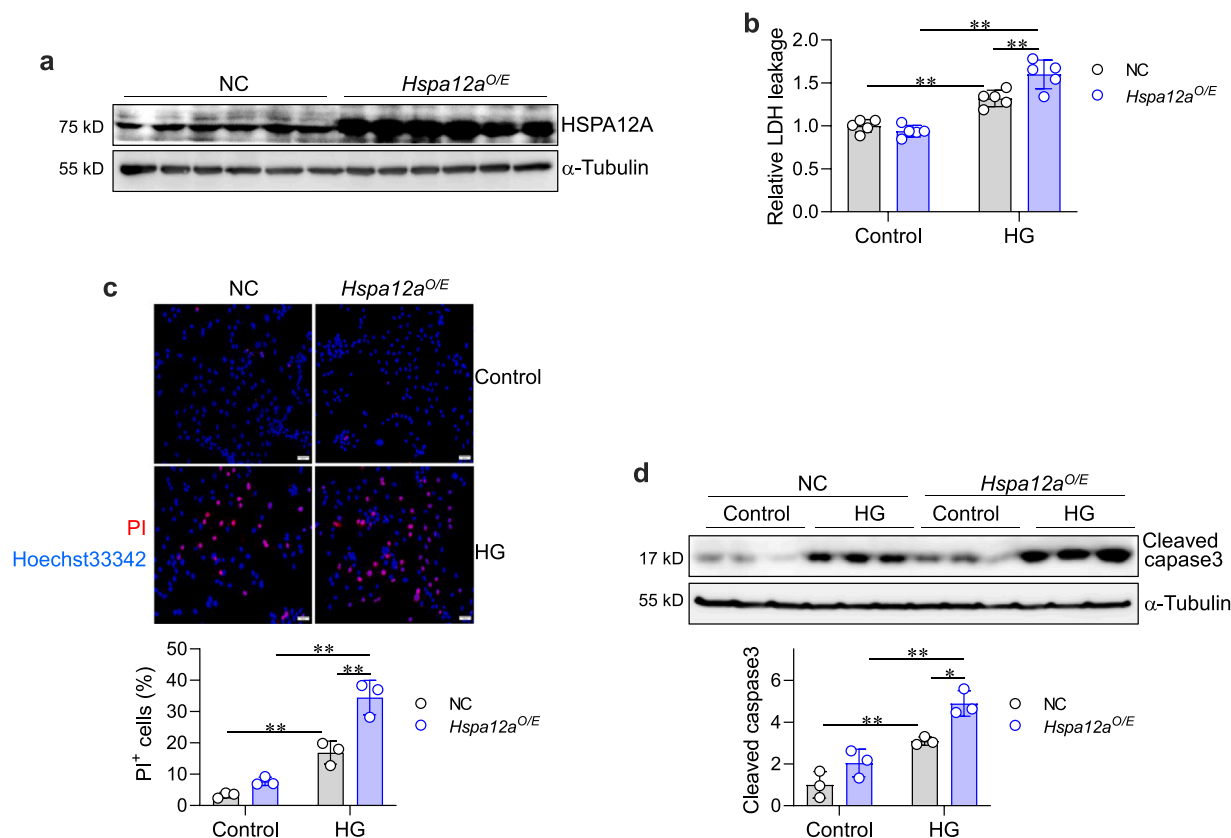 a
NC Hspa12a^O/E
75 kD HSPA12A
55 kD α-Tubulin
b
** **
**
2.0
1.5
1.0
0.5
0.0
Relative LDH leakage
Control HG
NC
Hspa12a^O/E
c
NC Hspa12a^O/E
Control
PI
Hoechst33342
HG
50
40
30
20
10
0
PI+ cells (%)
**
**
**
Control HG
NC
Hspa12a^O/E
d
NC Hspa12a^O/E
Control HG Control HG
17 kD Cleaved
capase3
55 kD α-Tubulin
6
4
2
0
Cleaved caspase3
**
*
**
Control HG
NC
Hspa12a^O/E